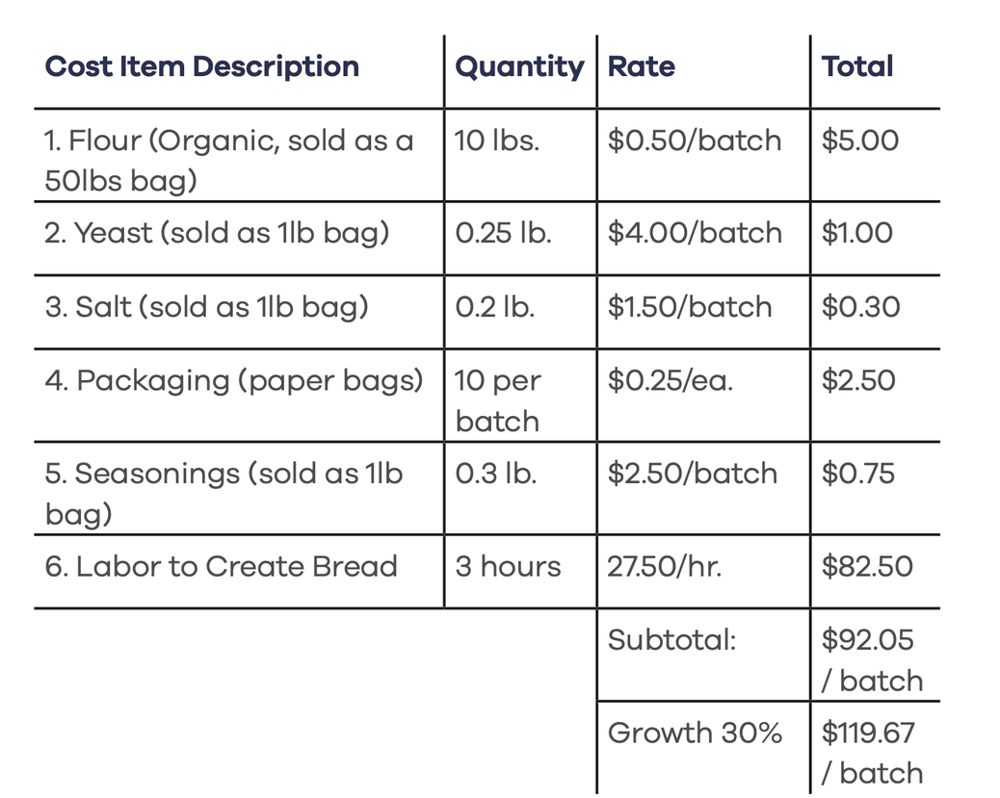 Cost Item Description Quantity Rate Total
1. Flour (Organic, sold as a 10 lbs. $0.50/batch $5.00
50lbs bag)
2. Yeast (sold as 1lb bag) 0.25 lb. $4.00/batch $1.00
3. Salt (sold as 1lb bag) 0.2 lb. $1.50/batch $0.30
4. Packaging (paper bags) 10 per $0.25/ea. $2.50
batch
5. Seasonings (sold as 1lb 0.3 lb. $2.50/batch $0.75
bag)
6. Labor to Create Bread 3 hours 27.50/hr. $82.50
Subtotal: $92.05
/ batch
Growth 30% $119.67
/ batch